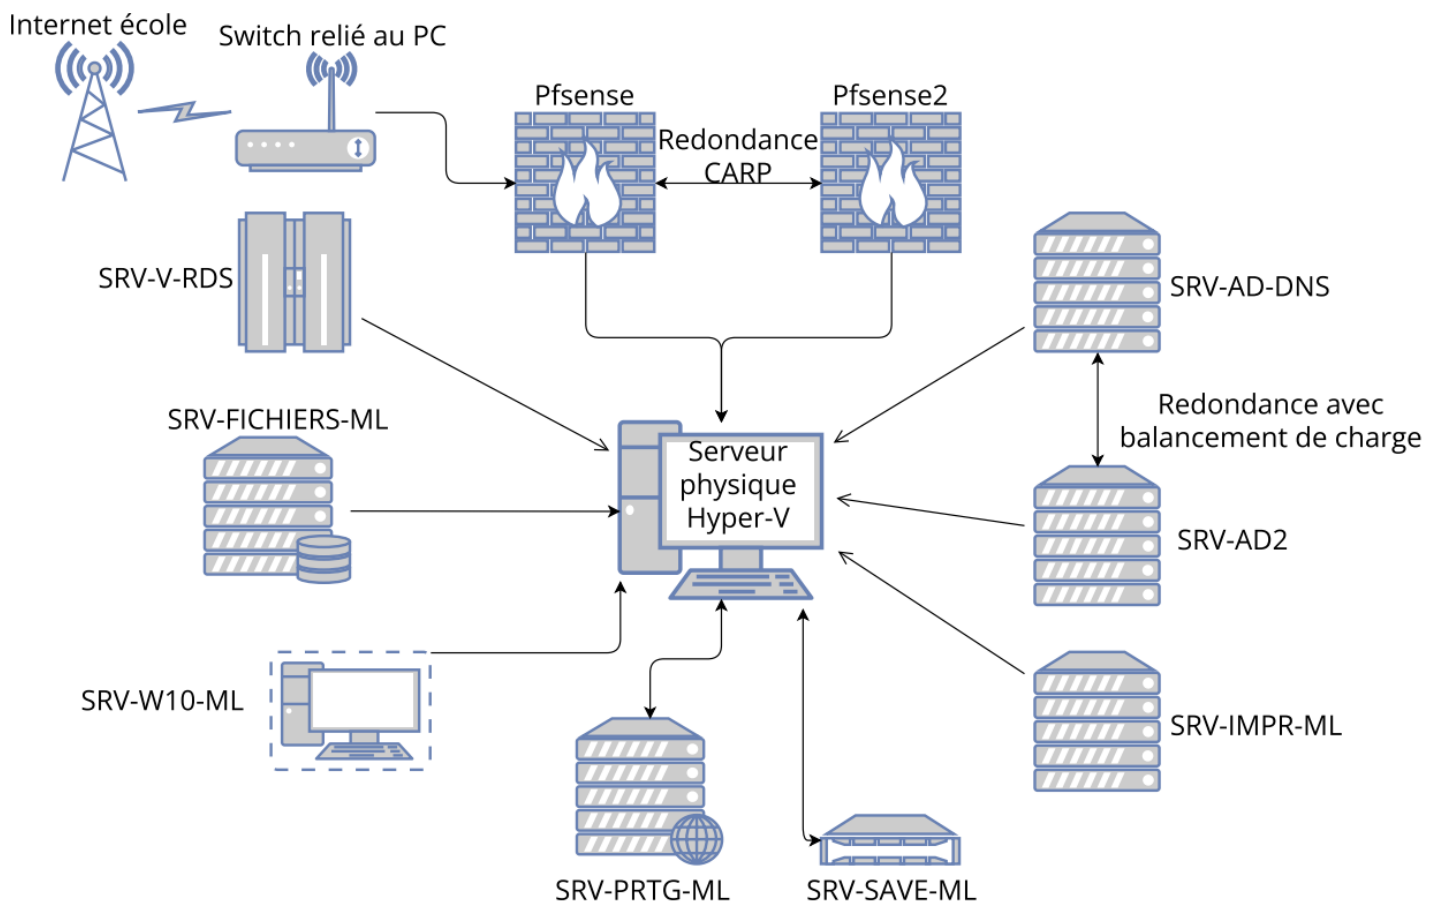 Internet école
Switch relié au PC
Pfsense
Pfsense2
Redondance
CARP
SRV-V-RDS
SRV-AD-DNS
SRV-FICHIERS-ML
Redondance avec
balancement de charge
Serveur
physique
Hyper-V
SRV-AD2
SRV-W10-ML
SRV-IMPR-ML
SRV-PRTG-ML
SRV-SAVE-ML